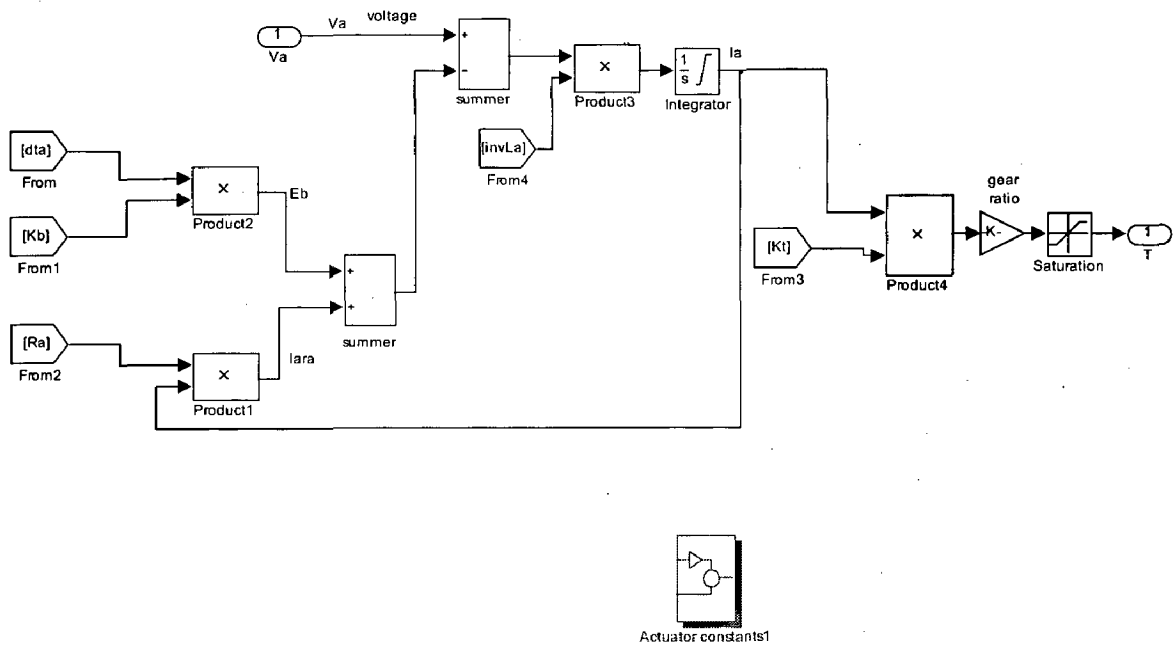 1
Va
Va
voltage
+
−
summer
×
Product3
1
s
Integrator
Ia
[invLa]
From4
[dta]
From
×
Product2
Eb
[Kb]
From1
+
+
summer
[Ra]
From2
×
Product1
Iara
[Kt]
From3
×
Product4
gear
ratio
K-
Saturation
1
T
Actuator constants1